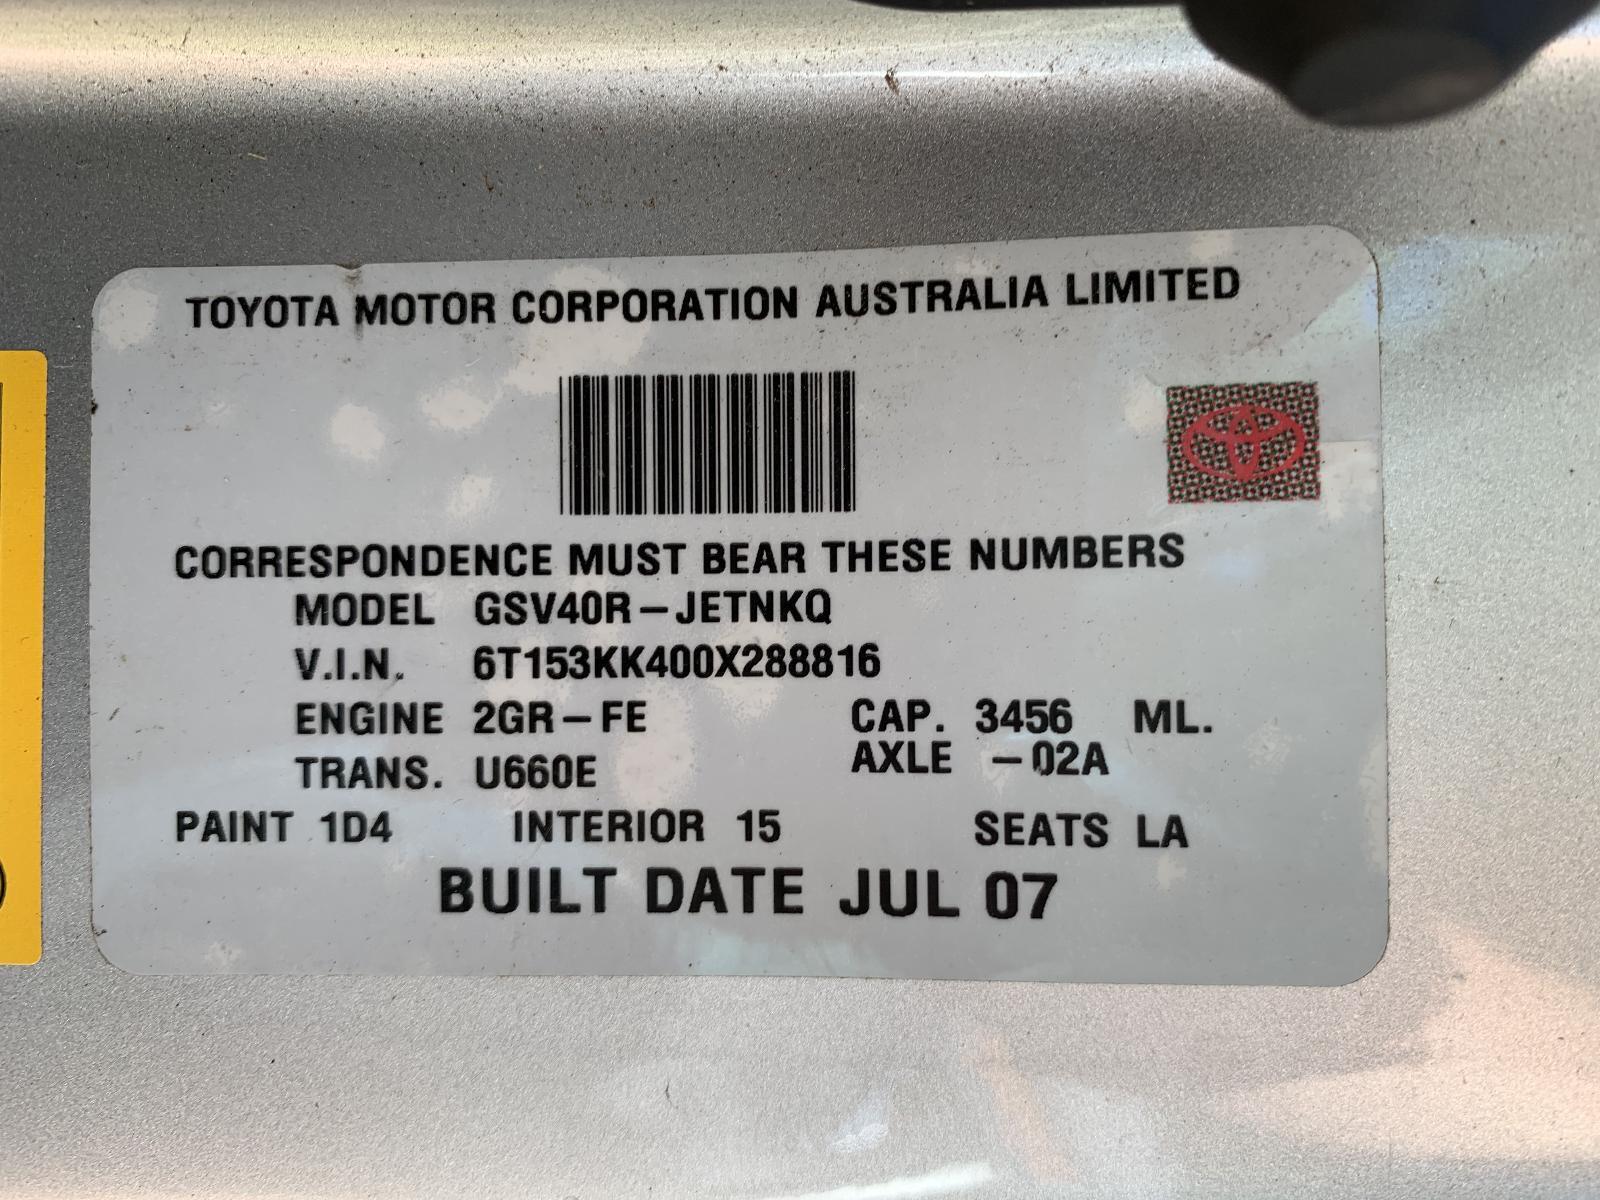 TOYOTA MOTOR CORPORATION AUSTRALIA LIMITED
CORRESPONDENCE MUST BEAR THESE NUMBERS
MODEL GSV40R-JETNKQ
V.I.N. 6T153KK400X288816
ENGINE 2GR-FE CAP. 3456 ML.
TRANS. U660E AXLE -02A
PAINT 1D4 INTERIOR 15 SEATS LA
BUILT DATE JUL 07